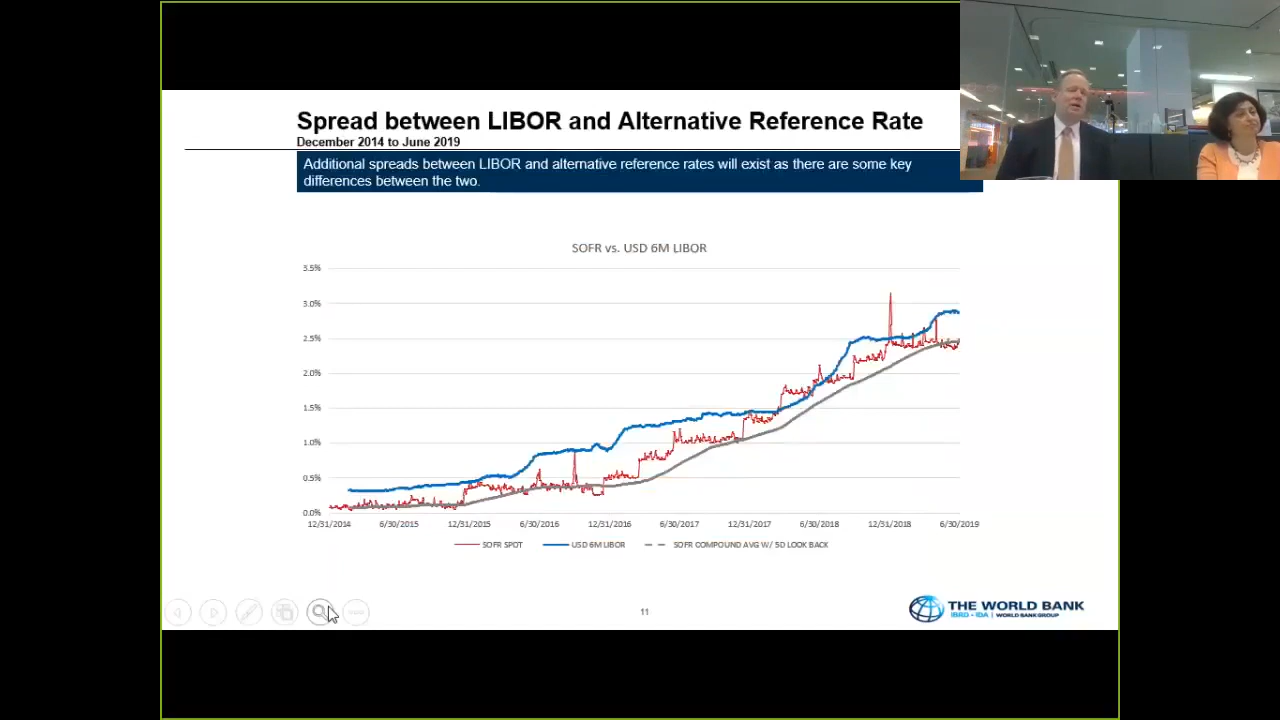 Spread between LIBOR and Alternative Reference Rate
December 2014 to June 2019
Additional spreads between LIBOR and alternative reference rates will exist as there are some key
differences between the two.
SOFR vs. USD 6M LIBOR
3.5%
3.0%
2.5%
2.0%
1.5%
1.0%
0.5%
0.0%
12/31/2014 6/30/2015 12/31/2015 6/30/2016 12/31/2016 6/30/2017 12/31/2017 6/30/2018 12/31/2018 6/30/2019
SOFR SPOT USD 6M LIBOR SOFR COMPOUND AVG W/ 5D LOOK BACK
11
THE WORLD BANK
IBRD • IDA | WORLD BANK GROUP